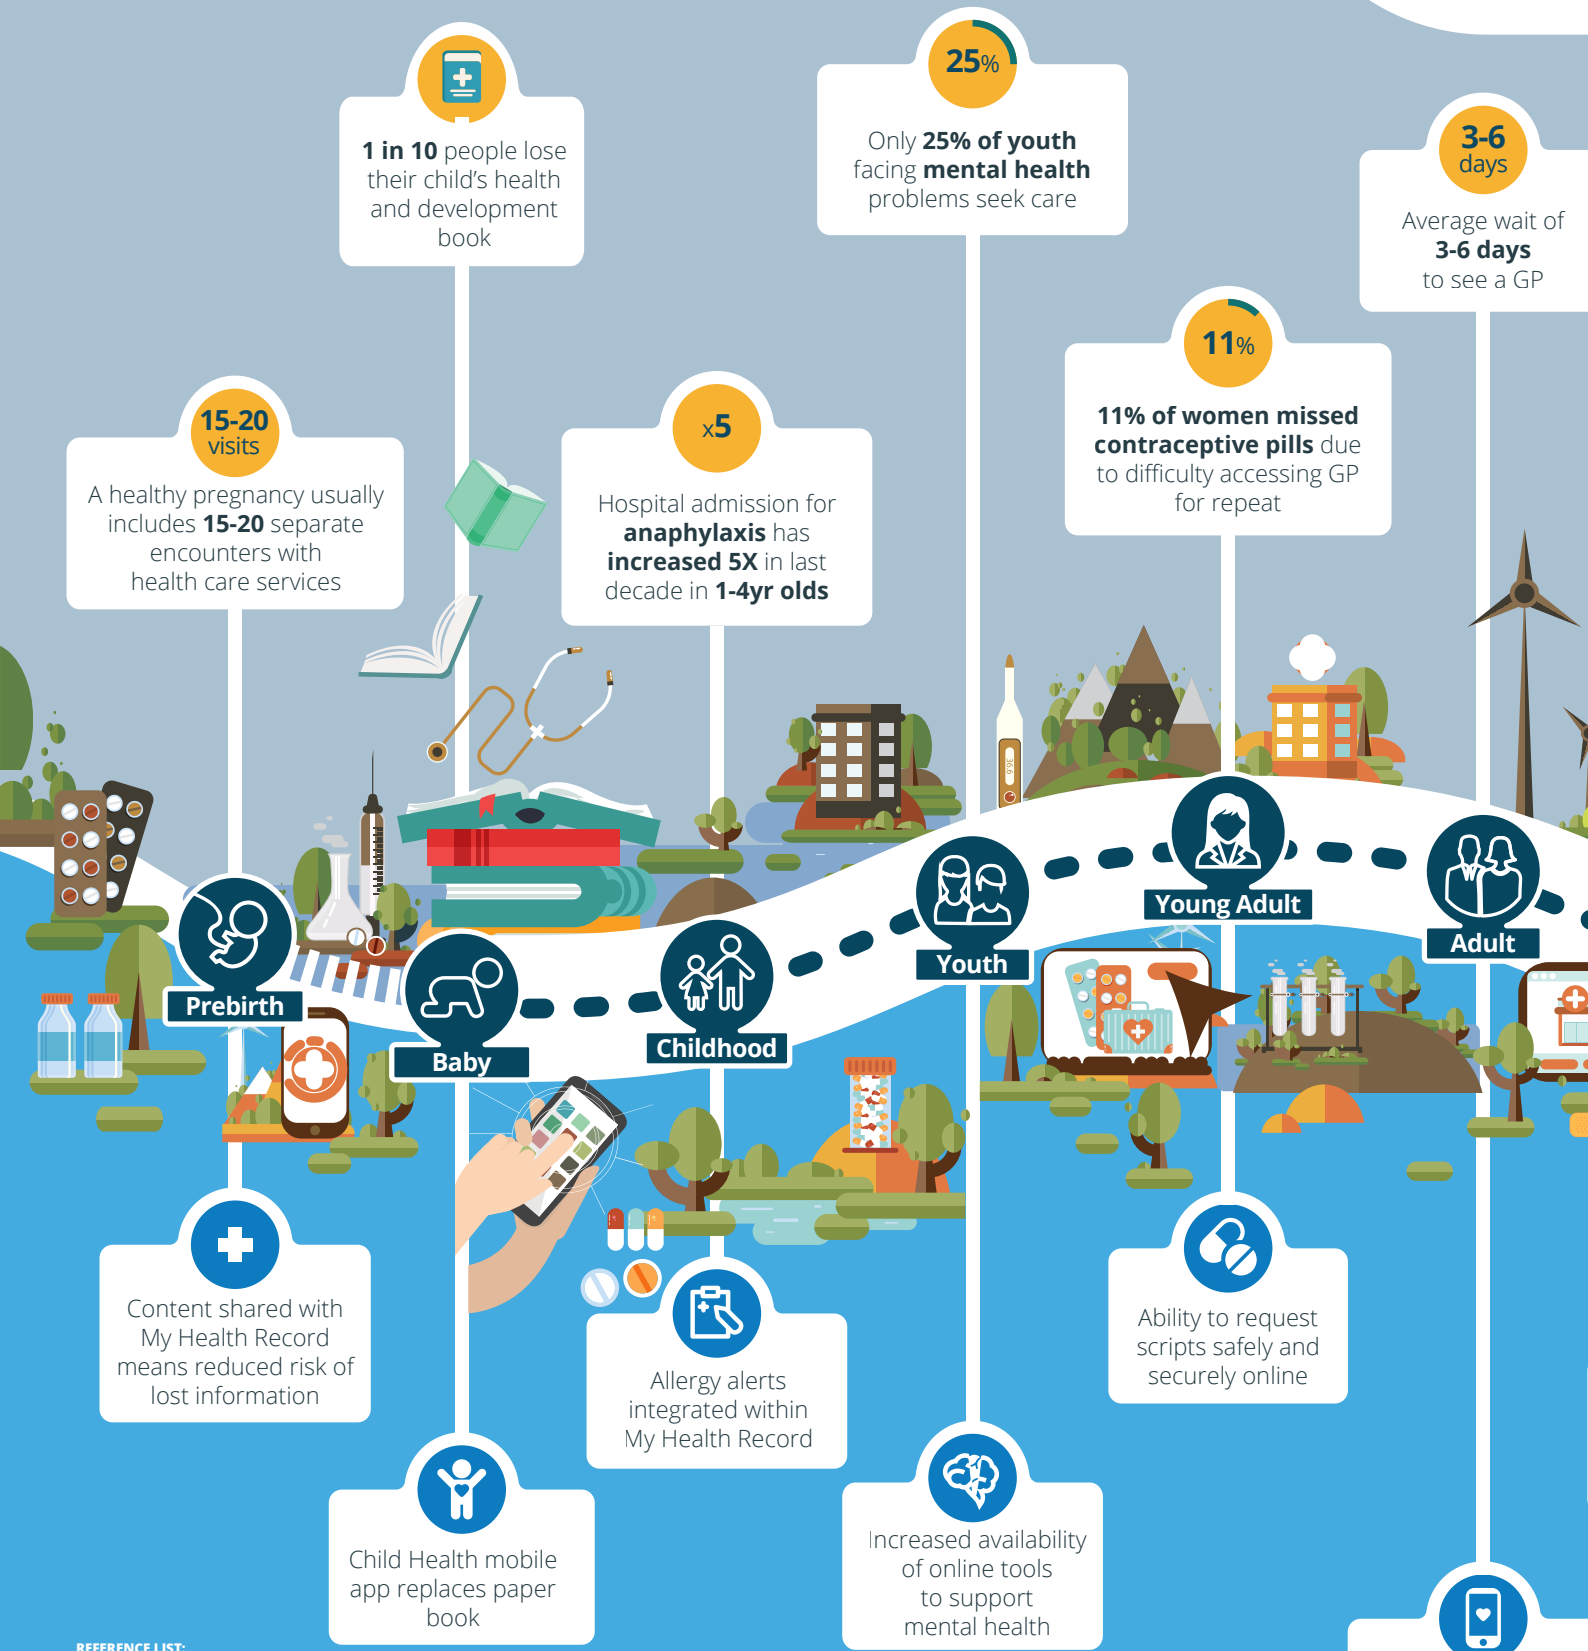 1 in 10 people lose
their child's health
and development
book
25%
Only 25% of youth
facing mental health
problems seek care
3-6
days
Average wait of
3-6 days
to see a GP
15-20
visits
A healthy pregnancy usually
includes 15-20 separate
encounters with
health care services
x5
Hospital admission for
anaphylaxis has
increased 5X in last
decade in 1-4yr olds
11%
11% of women missed
contraceptive pills due
to difficulty accessing GP
for repeat
36.6
Prebirth
Baby
Childhood
Youth
Young Adult
Adult
Content shared with
My Health Record
means reduced risk of
lost information
Child Health mobile
app replaces paper
book
Allergy alerts
integrated within
My Health Record
Increased availability
of online tools
to support
mental health
Ability to request
scripts safely and
securely online
REFERENCE LIST: